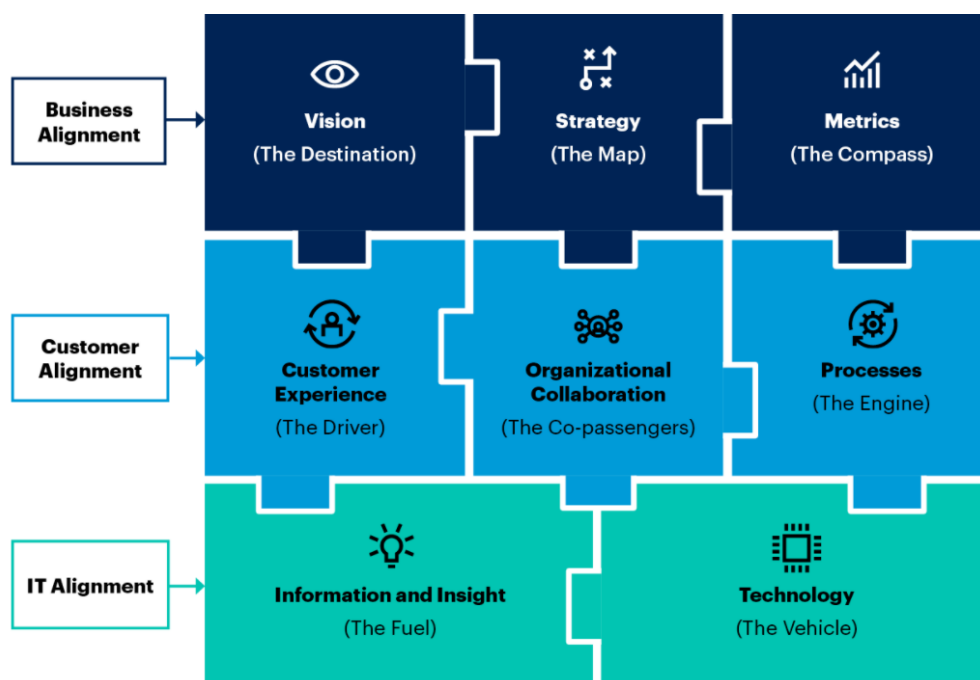 Business
Alignment
Vision
(The Destination)
Strategy
(The Map)
Metrics
(The Compass)
Customer
Alignment
Customer
Experience
(The Driver)
Organizational
Collaboration
(The Co-passengers)
Processes
(The Engine)
IT Alignment
Information and Insight
(The Fuel)
Technology
(The Vehicle)